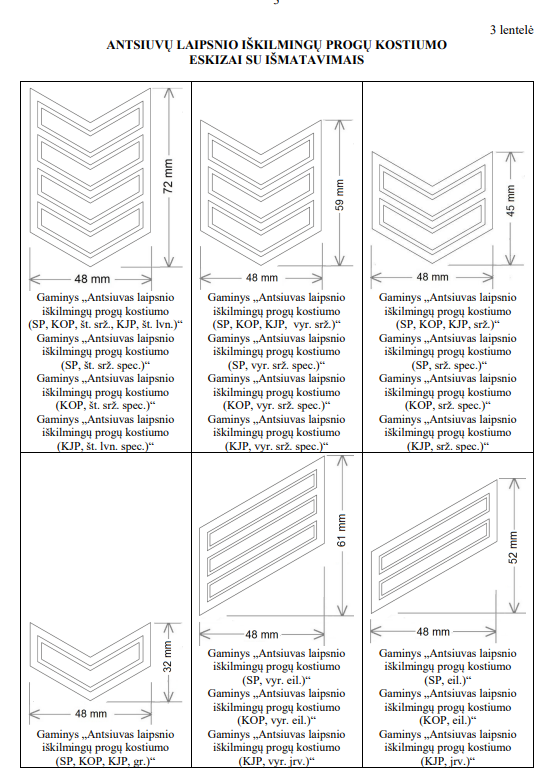 3 lentelė
ANTSIUVŲ LAIPSNIO IŠKILMINGŲ PROGŲ KOSTIUMO
ESKIZAI SU IŠMATAVIMAIS
72 mm
48 mm
Gaminys „Antsiuvas laipsnio
iškilmingų progų kostiumo
(SP, KOP, št. srž., KJP, št. lvn.)“
Gaminys „Antsiuvas laipsnio
iškilmingų progų kostiumo
(SP, št. srž. spec.)“
Gaminys „Antsiuvas laipsnio
iškilmingų progų kostiumo
(KOP, št. srž. spec.)“
Gaminys „Antsiuvas laipsnio
iškilmingų progų kostiumo
(KJP, št. lvn. spec.)“
59 mm
48 mm
Gaminys „Antsiuvas laipsnio
iškilmingų progų kostiumo
(SP, KOP, KJP, vyr. srž.)“
Gaminys „Antsiuvas laipsnio
iškilmingų progų kostiumo
(SP, vyr. srž. spec.)“
Gaminys „Antsiuvas laipsnio
iškilmingų progų kostiumo
(KOP, vyr. srž. spec.)“
Gaminys „Antsiuvas laipsnio
iškilmingų progų kostiumo
(KJP, vyr. srž. spec.)“
45 mm
48 mm
Gaminys „Antsiuvas laipsnio
iškilmingų progų kostiumo
(SP, KOP, KJP, srž.)“
Gaminys „Antsiuvas laipsnio
iškilmingų progų kostiumo
(SP, srž. spec.)“
Gaminys „Antsiuvas laipsnio
iškilmingų progų kostiumo
(KOP, srž. spec.)“
Gaminys „Antsiuvas laipsnio
iškilmingų progų kostiumo
(KJP, srž. spec.)“
32 mm
48 mm
Gaminys „Antsiuvas laipsnio
iškilmingų progų kostiumo
(SP, KOP, KJP, gr.)“
61 mm
48 mm
Gaminys „Antsiuvas laipsnio
iškilmingų progų kostiumo
(SP, vyr. eil.)“
Gaminys „Antsiuvas laipsnio
iškilmingų progų kostiumo
(KOP, vyr. eil.)“
Gaminys „Antsiuvas laipsnio
iškilmingų progų kostiumo
(KJP, vyr. jrv.)“
52 mm
48 mm
Gaminys „Antsiuvas laipsnio
iškilmingų progų kostiumo
(SP, eil.)“
Gaminys „Antsiuvas laipsnio
iškilmingų progų kostiumo
(KOP, eil.)“
Gaminys „Antsiuvas laipsnio
iškilmingų progų kostiumo
(KJP, jrv.)“